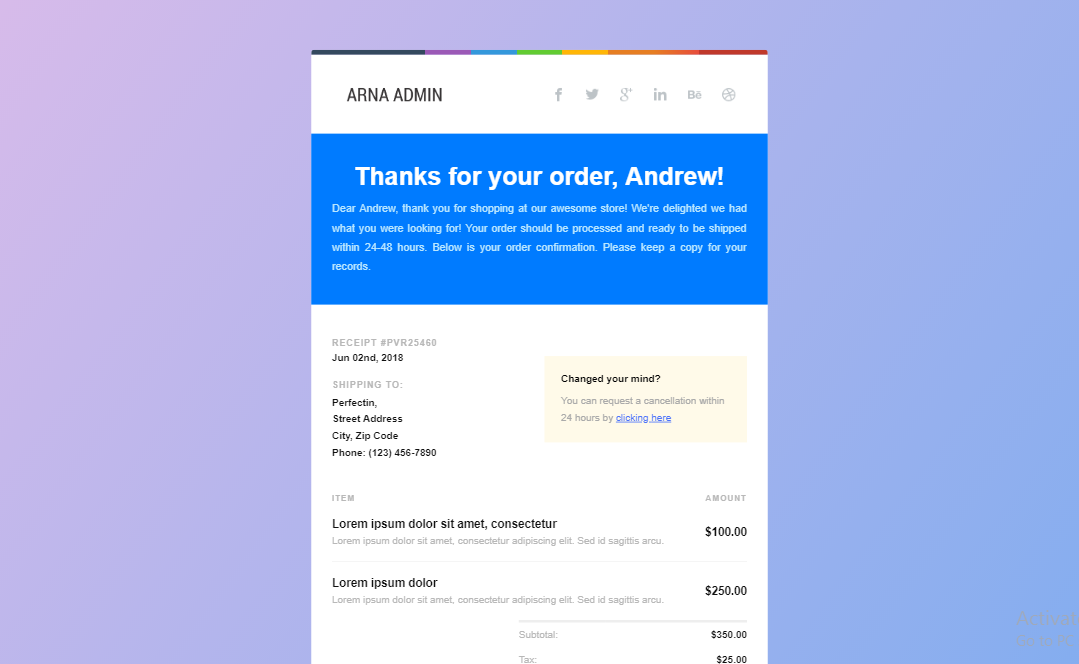 ARNA ADMIN
Bē
Thanks for your order, Andrew!
Dear Andrew, thank you for shopping at our awesome store! We're delighted we had
what you were looking for! Your order should be processed and ready to be shipped
within 24-48 hours. Below is your order confirmation. Please keep a copy for your
records.
RECEIPT #PVR25460
Jun 02nd, 2018
SHIPPING TO:
Perfectin,
Street Address
City, Zip Code
Phone: (123) 456-7890
Changed your mind?
You can request a cancellation within
24 hours by clicking here
ITEM AMOUNT
Lorem ipsum dolor sit amet, consectetur
Lorem ipsum dolor sit amet, consectetur adipiscing elit. Sed id sagittis arcu.
$100.00
Lorem ipsum dolor
Lorem ipsum dolor sit amet, consectetur adipiscing elit. Sed id sagittis arcu.
$250.00
Subtotal: $350.00
Tax: $25.00